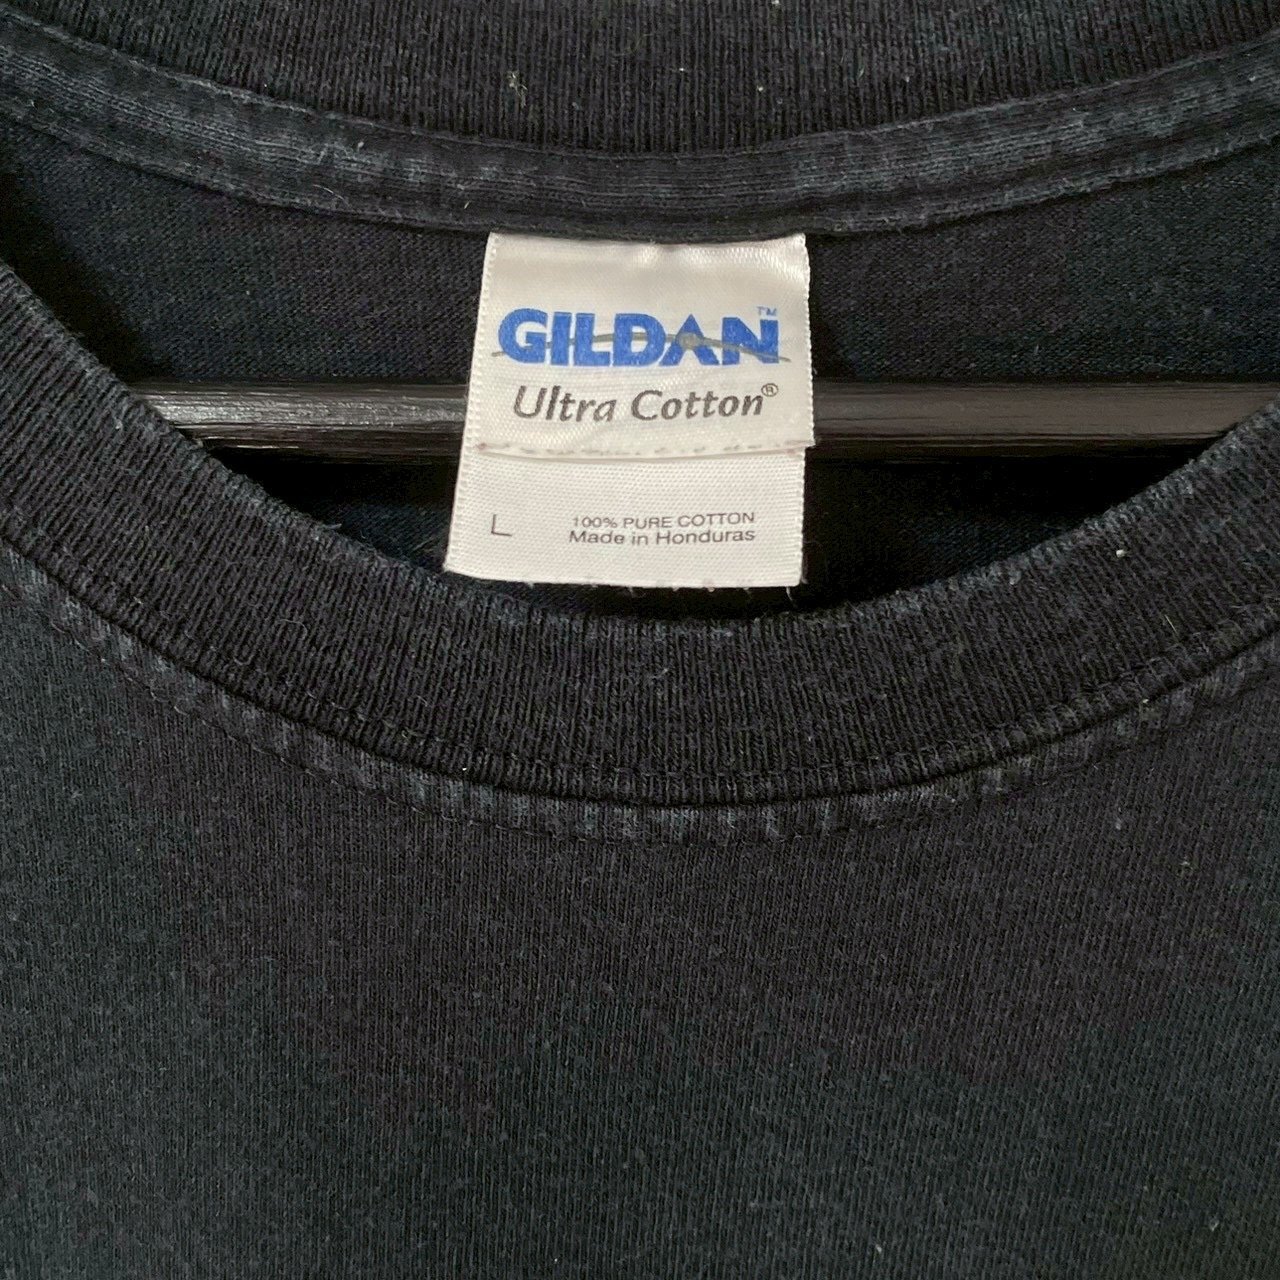 GILDAN™
Ultra Cotton®
L
100% PURE COTTON
Made in Honduras